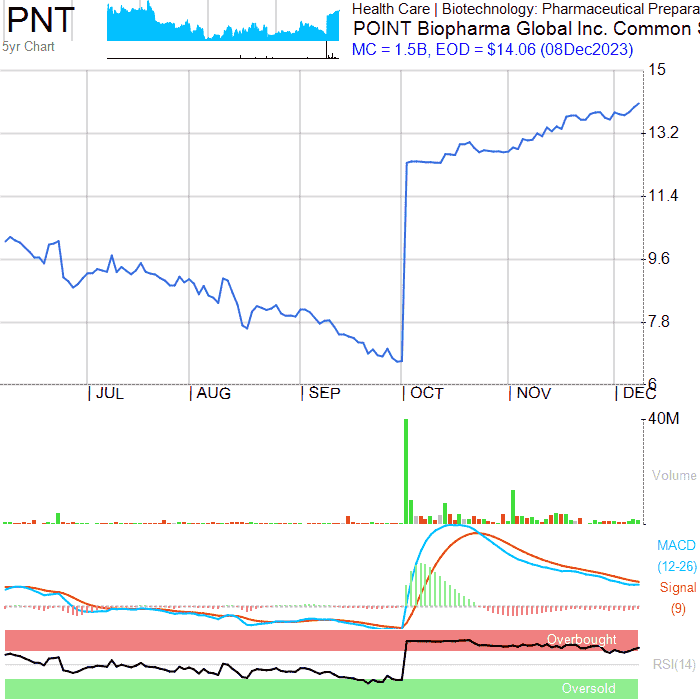 PNT
5yr Chart
Health Care | Biotechnology: Pharmaceutical Prepara
POINT Biopharma Global Inc. Common S
MC = 1.5B, EOD = $14.06 (08Dec2023)
15
13.2
11.4
9.6
7.8
6
JUL AUG SEP OCT NOV DEC
40M
Volume
MACD
(12-26)
Signal
(9)
Overbought
RSI(14)
Oversold